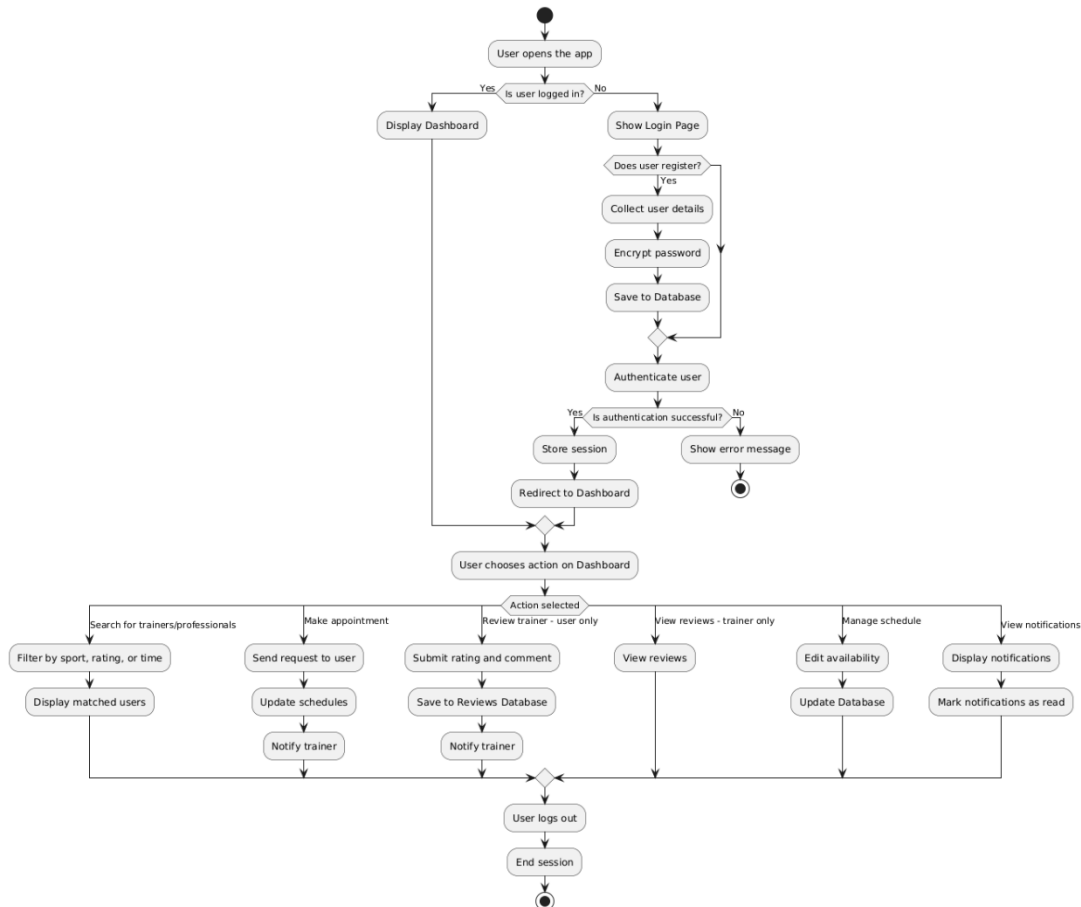 User opens the app
Yes
Is user logged in?
No
Display Dashboard
Show Login Page
Does user register?
Yes
Collect user details
Encrypt password
Save to Database
Authenticate user
Yes
Is authentication successful?
No
Store session
Show error message
Redirect to Dashboard
User chooses action on Dashboard
Action selected
Search for trainers/professionals
Make appointment
Review trainer - user only
View reviews - trainer only
Manage schedule
View notifications
Filter by sport, rating, or time
Send request to user
Submit rating and comment
View reviews
Edit availability
Display notifications
Display matched users
Update schedules
Save to Reviews Database
Update Database
Mark notifications as read
Notify trainer
Notify trainer
User logs out
End session